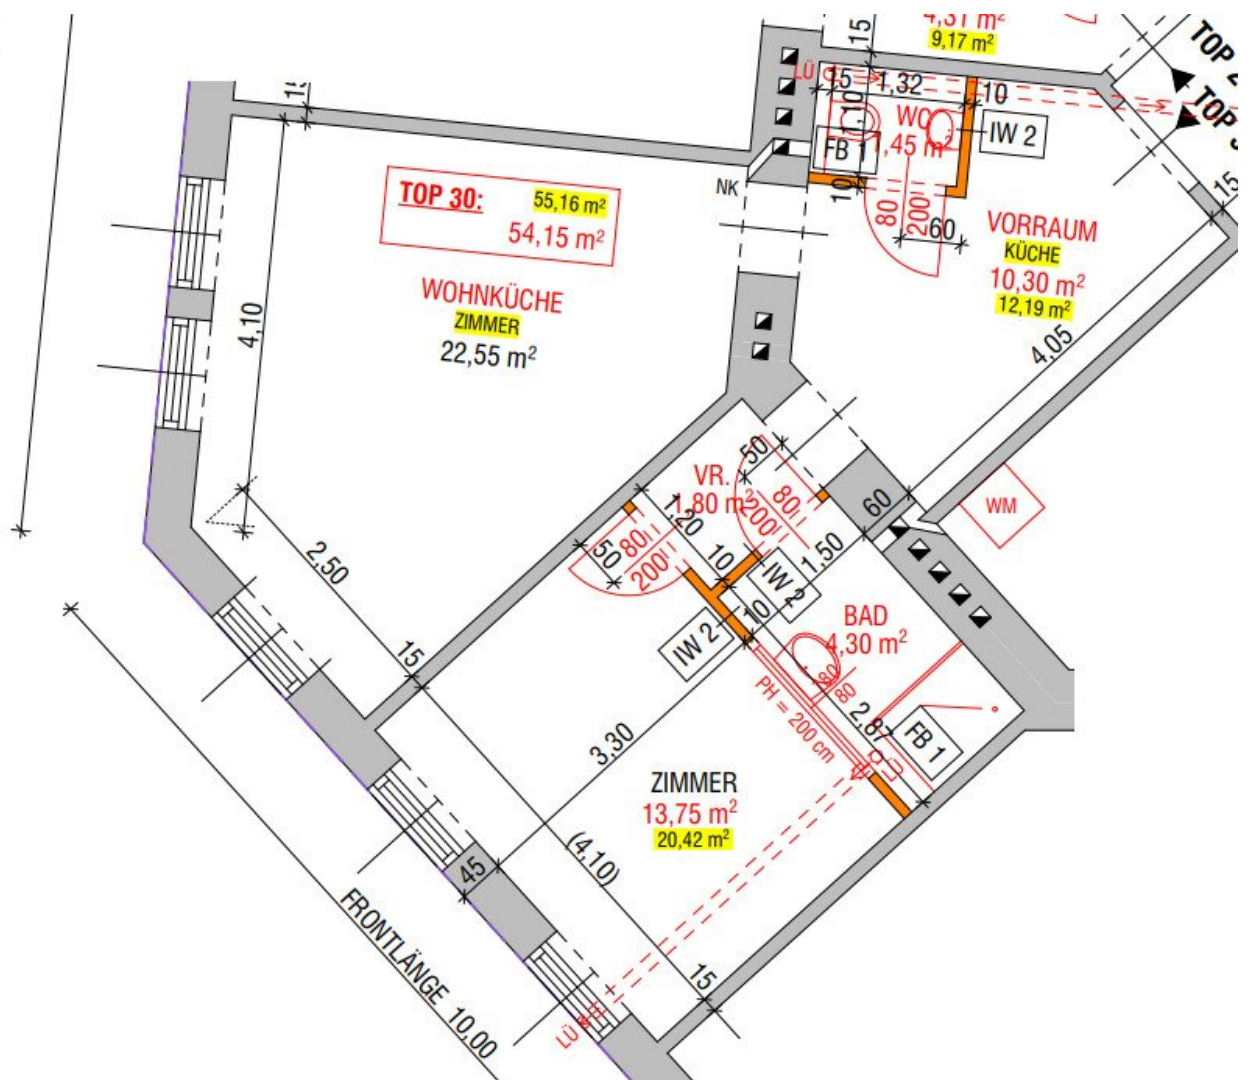 4,31 m²
9,17 m²
15
TOP 2
TOP 3
LÜ
15
1,32
10
1,10
WC
1,45 m²
FB 1
IW 2
10
NK
80
200
60
15
15
TOP 30:
55,16 m²
54,15 m²
VORRAUM
KÜCHE
10,30 m²
12,19 m²
WOHNKÜCHE
ZIMMER
22,55 m²
4,10
4,05
50
VR.
1,80 m²
80
200
60
WM
1,20
50
80
200
10
1,50
IW 2
10
IW 2
2,50
15
BAD
4,30 m²
80
80
PH = 200 cm
2,87
FB 1
LÜ
3,30
ZIMMER
13,75 m²
20,42 m²
(4,10)
45
FRONTLÄNGE 10,00
15
LÜ